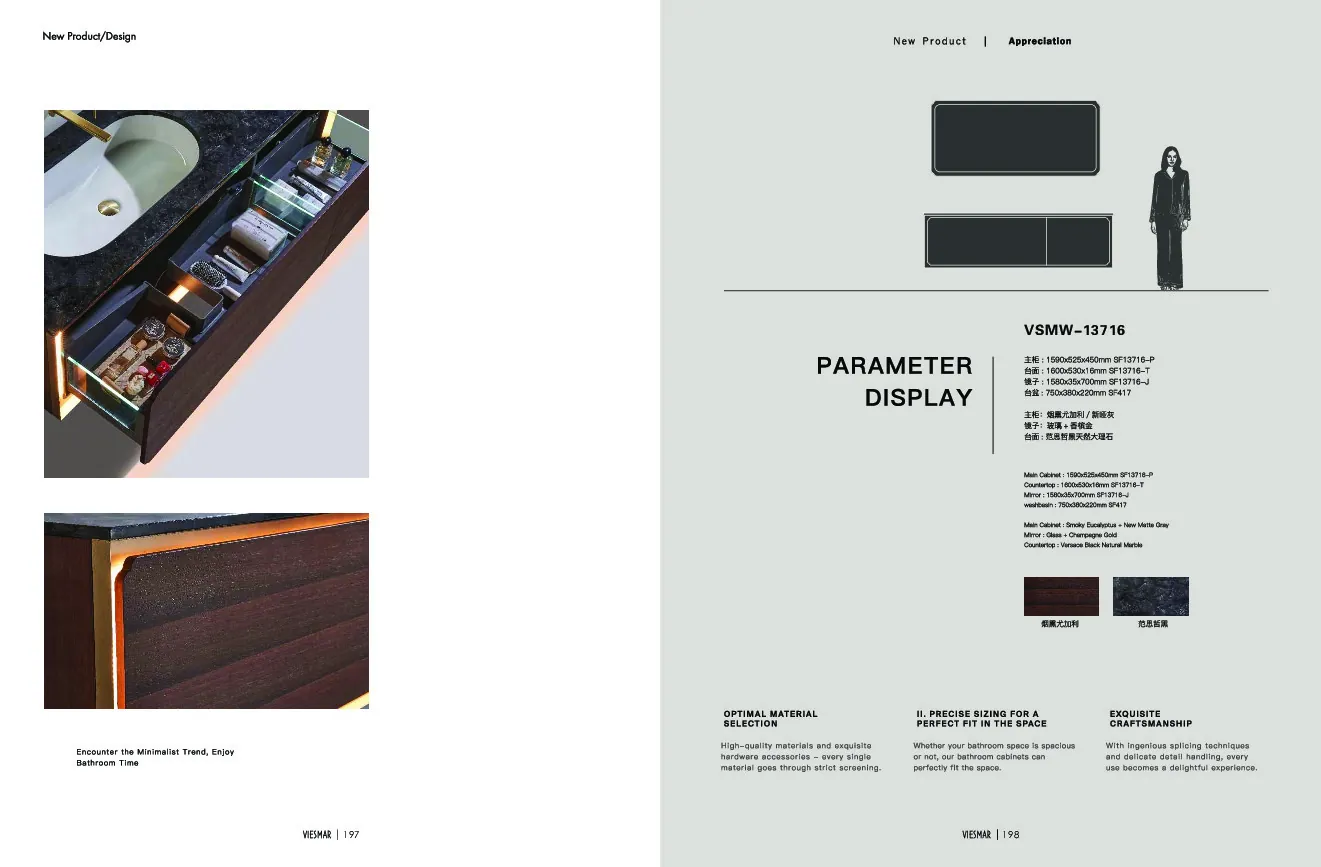 New Product/Design
Encounter the Minimalist Trend, Enjoy
Bathroom Time
VIESMAR | 197
New Product | Appreciation
VSMW-13716
PARAMETER
DISPLAY
主柜 : 1590x525x450mm SF13716-P
台面 : 1600x530x16mm SF13716-T
镜子 : 1580x35x700mm SF13716-J
台盆 : 750x380x220mm SF417
主柜：烟熏尤加利 / 新哑灰
镜子：玻璃 + 香槟金
台面 : 范思哲黑天然大理石
Main Cabinet : 1590x525x450mm SF13716-P
Countertop : 1600x530x16mm SF13716-T
Mirror : 1580x35x700mm SF13716-J
washbasin : 750x380x220mm SF417
Main Cabinet : Smoky Eucalyptus + New Matte Gray
Mirror : Glass + Champagne Gold
Countertop : Versace Black Natural Marble
烟熏尤加利
范思哲黑
OPTIMAL MATERIAL
SELECTION
High-quality materials and exquisite
hardware accessories - every single
material goes through strict screening.
II. PRECISE SIZING FOR A
PERFECT FIT IN THE SPACE
Whether your bathroom space is spacious
or not, our bathroom cabinets can
perfectly fit the space.
EXQUISITE
CRAFTSMANSHIP
With ingenious splicing techniques
and delicate detail handling, every
use becomes a delightful experience.
VIESMAR | 198